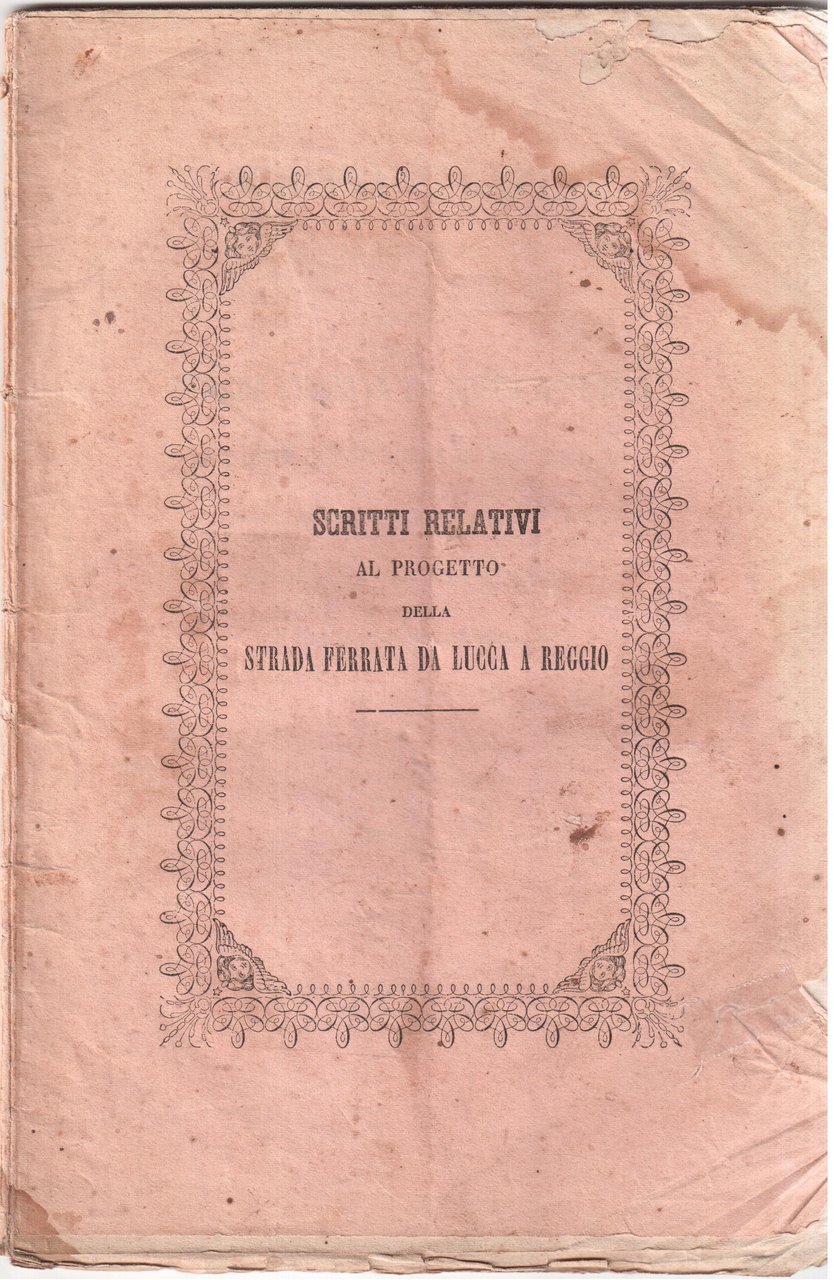 SCRITTI RELATIVI
AL PROGETTO
DELLA
STRADA FERRATA DA LUCCA A REGGIO